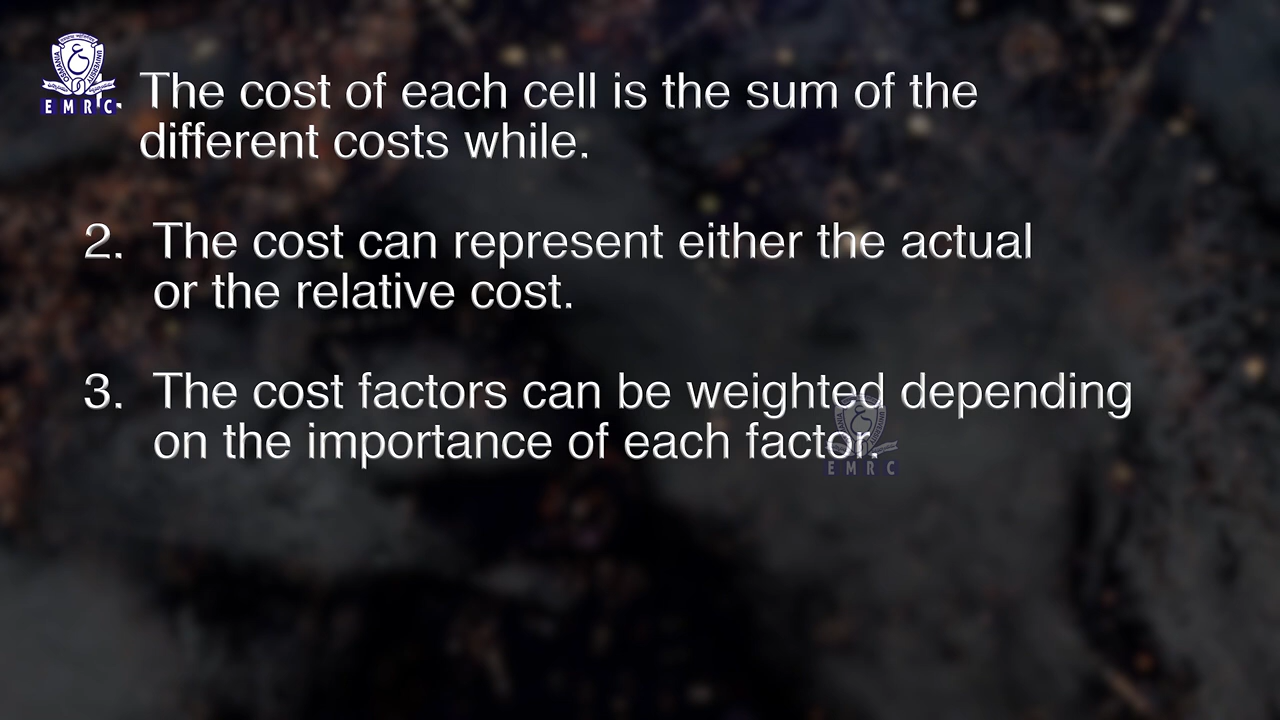 The cost of each cell is the sum of the
different costs while.
2. The cost can represent either the actual
or the relative cost.
3. The cost factors can be weighted depending
on the importance of each factor.
E M R C
E M R C